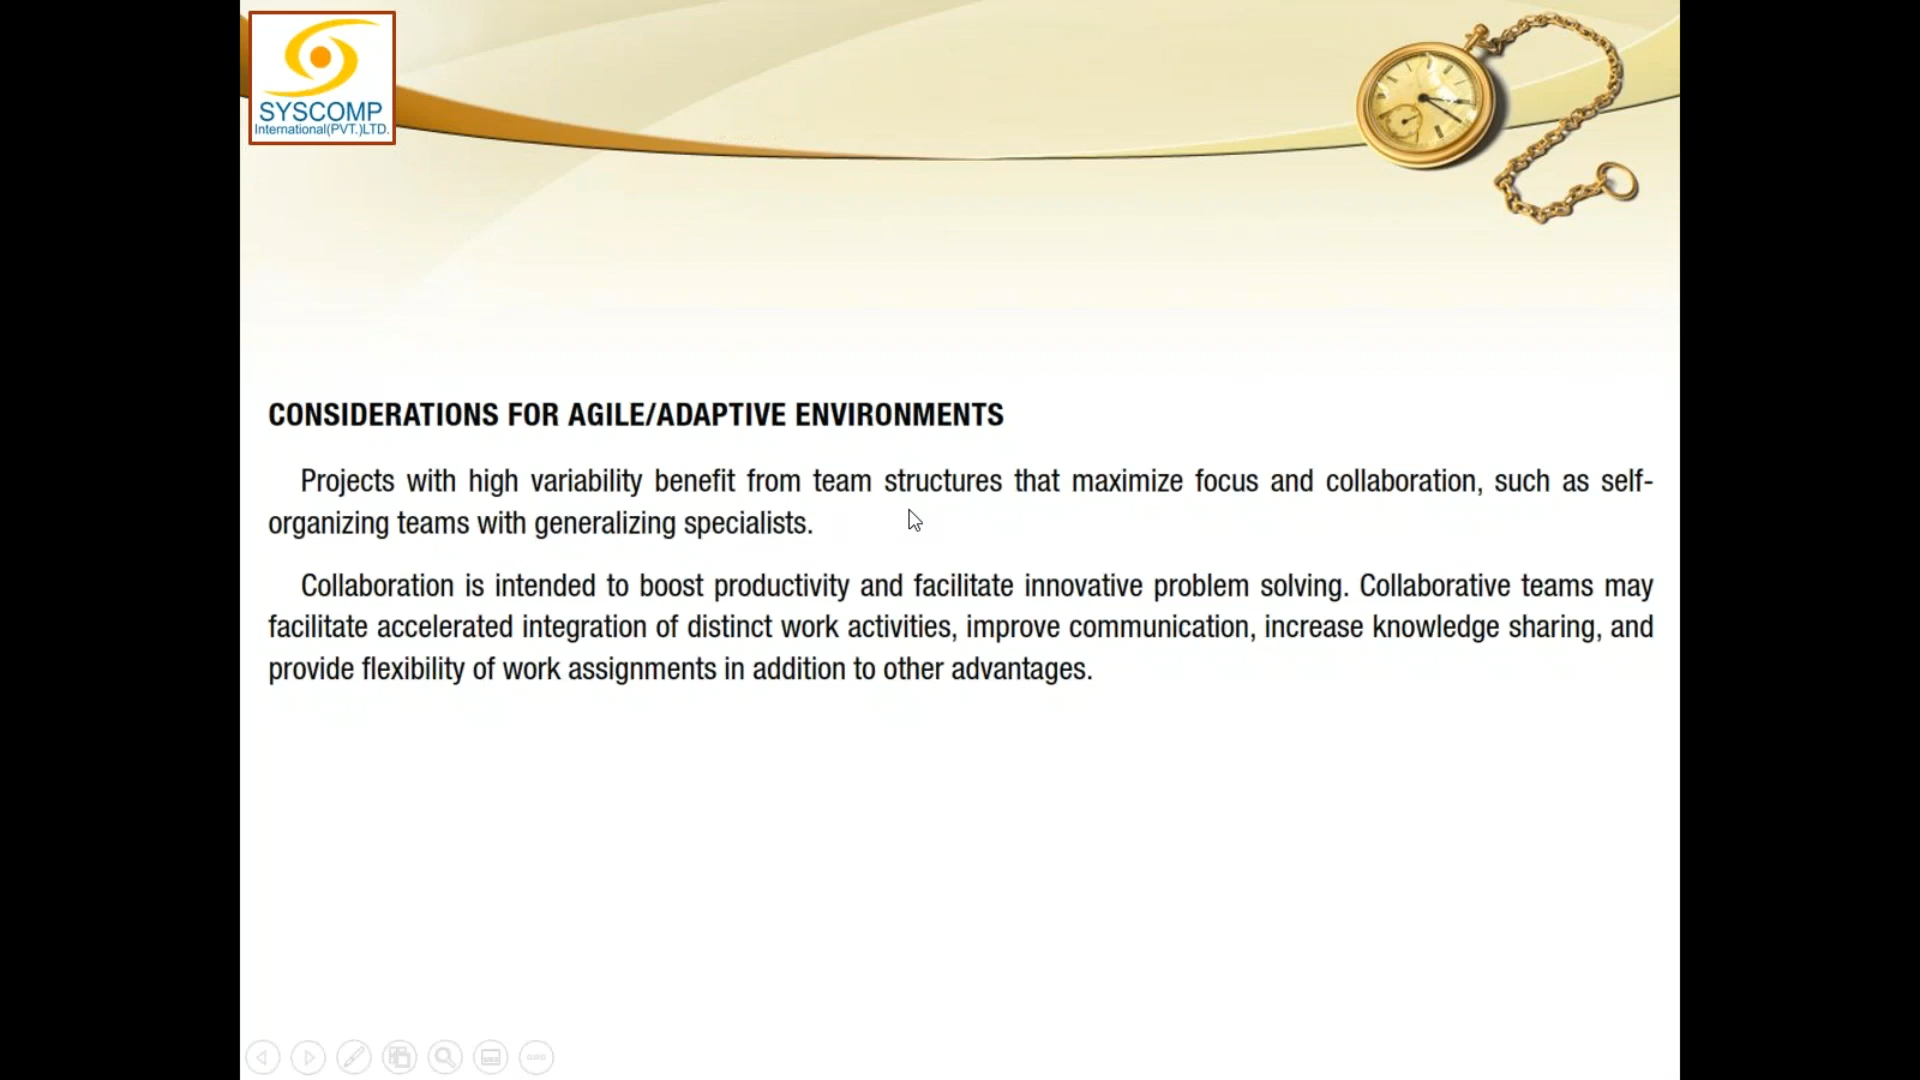 SYSCOMP
International(PVT.)LTD.
CONSIDERATIONS FOR AGILE/ADAPTIVE ENVIRONMENTS
Projects with high variability benefit from team structures that maximize focus and collaboration, such as self-
organizing teams with generalizing specialists.
Collaboration is intended to boost productivity and facilitate innovative problem solving. Collaborative teams may
facilitate accelerated integration of distinct work activities, improve communication, increase knowledge sharing, and
provide flexibility of work assignments in addition to other advantages.